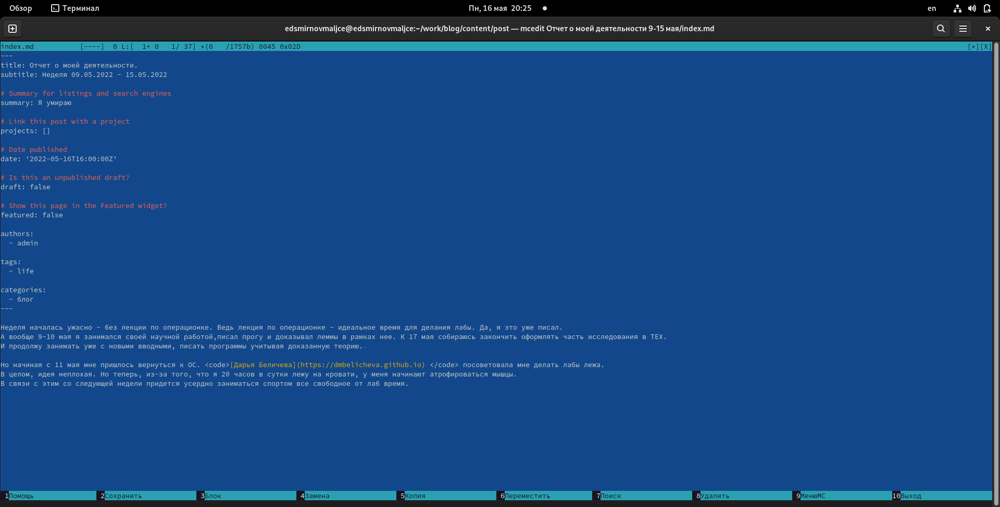 Обзор Терминал Пн, 16 мая 20:25 en
edsmirnovmaljce@edsmirnovmaljce:~/work/blog/content/post — mcedit Отчет о моей деятельности 9-15 мая/index.md
index.md [----] 0 L:[ 1+ 0 1/ 37] *(0 /1757b) 0045 0x02D [*][X]
---
title: Отчет о моей деятельности.
subtitle: Неделя 09.05.2022 - 15.05.2022
# Summary for listings and search engines
summary: Я умираю
# Link this post with a project
projects: []
# Date published
date: '2022-05-16T16:00:00Z'
# Is this an unpublished draft?
draft: false
# Show this page in the Featured widget?
featured: false
authors:
  - admin
tags:
  - life
categories:
  - блог
---
Неделя началась ужасно - без лекции по операционке. Ведь лекция по операционке - идеальное время для делания лабы. Да, я это уже писал.
А вообще 9-10 мая я занимался своей научной работой,писал прогу и доказывал леммы в рамках нее. К 17 мая собираюсь закончить оформлять часть исследования в ТЕХ.
И продолжу занимать уже с новыми вводными, писать программы учитывая доказанную теорию..
Но начиная с 11 мая мне пришлось вернуться к ОС. <code>[Дарья Беличева](https://dmbelicheva.github.io) </code> посоветовала мне делать лабы лежа.
В целом, идея неплохая. Но теперь, из-за того, что я 20 часов в сутки лежу на кровати, у меня начинают атрофироваться мышцы.
В связи с этим со следующей недели придется усердно заниматься спортом все свободное от лаб время.
1Помощь 2Сохранить 3Блок 4Замена 5Копия 6Переместить 7Поиск 8Удалить 9МенюMC 10Выход